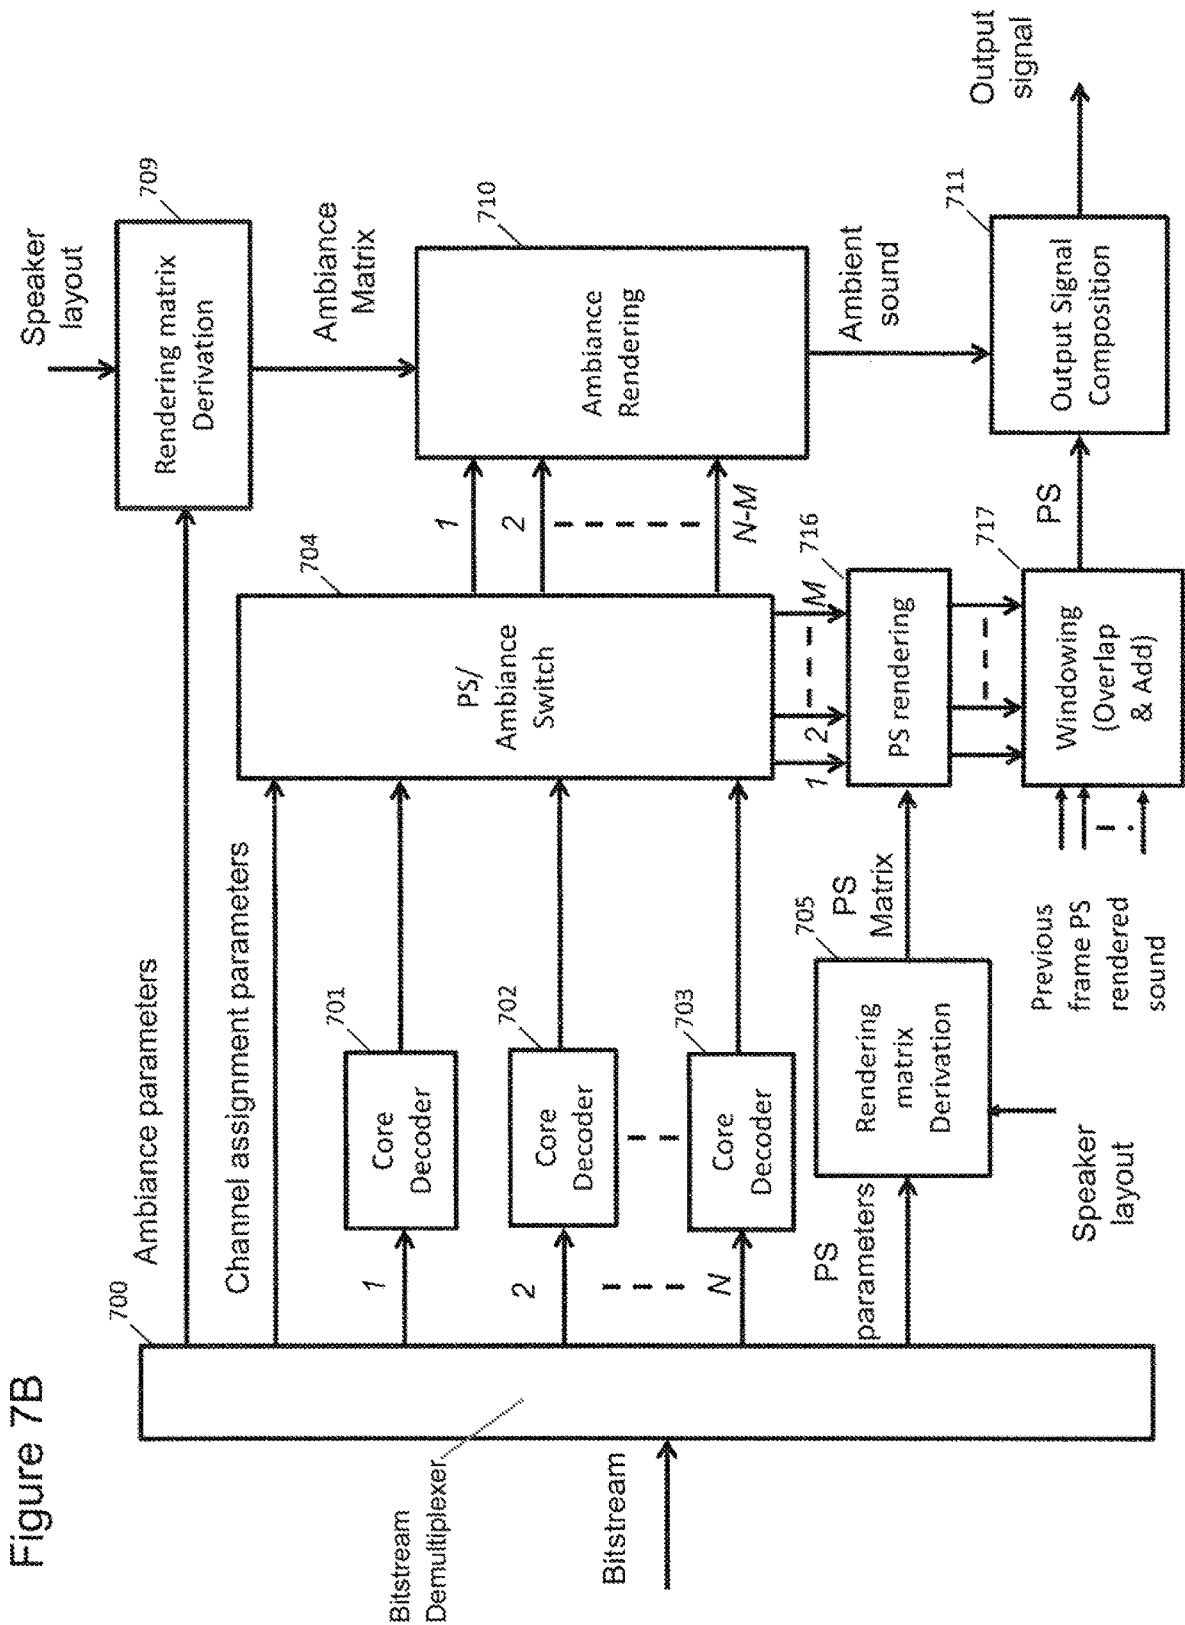 Figure 7B
Bitstream
Demultiplexer
Bitstream
700
Ambiance parameters
Channel assignment parameters
1
2
N
PS
parameters
701
Core
Decoder
702
Core
Decoder
703
Core
Decoder
705
Rendering
matrix
Derivation
Speaker
layout
PS
Matrix
Previous
frame PS
rendered
sound
704
PS/
Ambiance
Switch
1
2
M
716
PS rendering
717
Windowing
(Overlap
& Add)
1
2
N-M
PS
Speaker
layout
709
Rendering matrix
Derivation
Ambiance
Matrix
710
Ambiance
Rendering
Ambient
sound
711
Output Signal
Composition
Output
signal